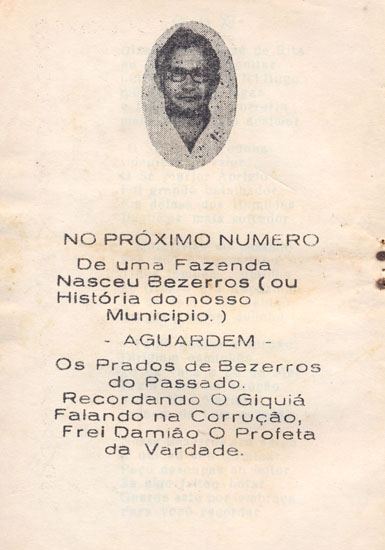 NO PRÓXIMO NUMERO
De uma Fazenda
Nasceu Bezerros ( ou
História do nosso
Municipio. )
- AGUARDEM -
Os Prados de Bezerros
do Passado.
Recordando O Giquiá
Falando na Corrução,
Frei Damião O Profeta
da Vardade.